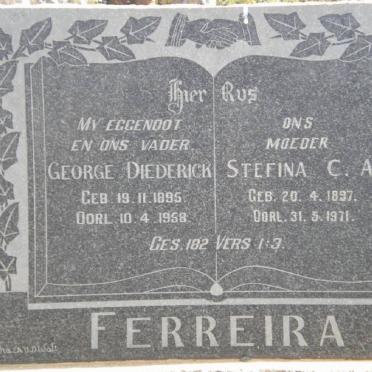 Hier Rus
MY EGGENOOT
EN ONS VADER
GEORGE DIEDERICK
GEB. 19.11.1895.
OORL. 10.4.1958.
ONS
MOEDER
STEFINA C. A
GEB. 20.4.1897.
OORL. 31.5.1971.
GES. 182 VERS 1:3.
FERREIRA